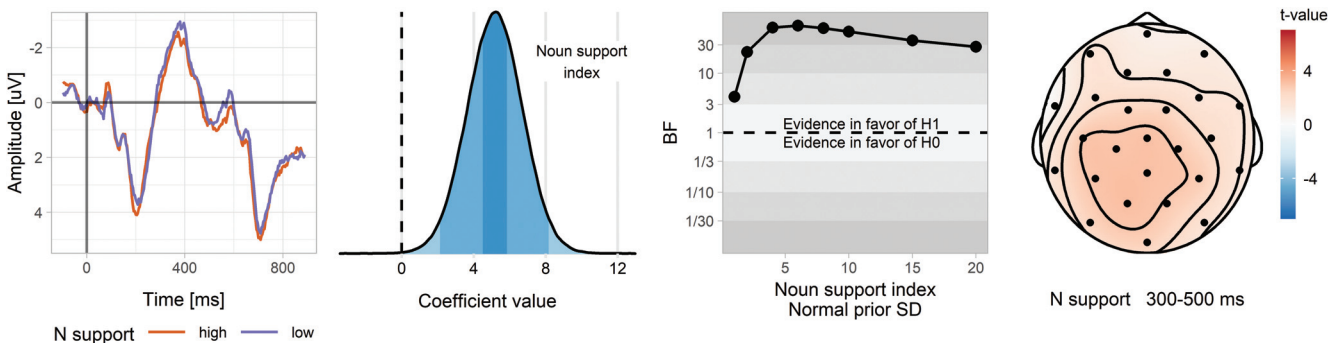 Amplitude [uV]
-2
0
2
4
0
400
800
Time [ms]
N support
high
low
Noun support
index
0
4
8
12
Coefficient value
BF
30
10
3
1
1/3
1/10
1/30
Evidence in favor of H1
Evidence in favor of H0
5
10
15
20
Noun support index
Normal prior SD
t-value
4
0
-4
N support 300-500 ms